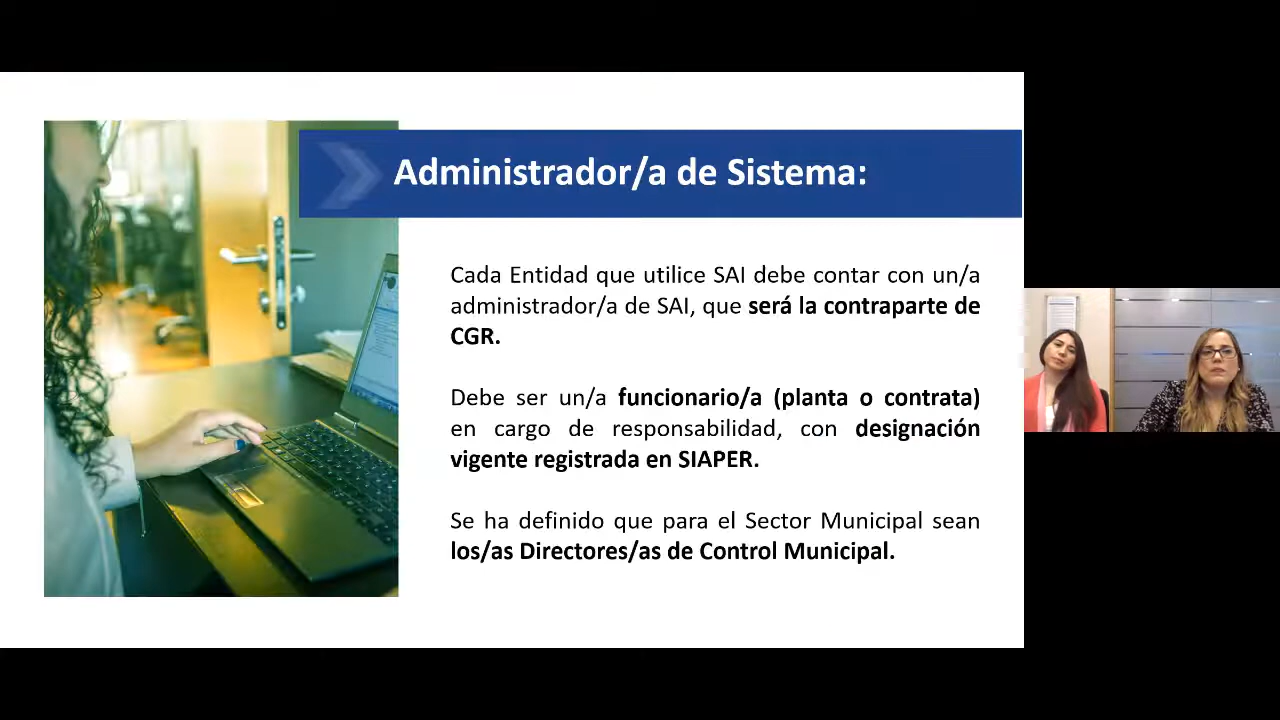 Administrador/a de Sistema:
Cada Entidad que utilice SAI debe contar con un/a
administrador/a de SAI, que será la contraparte de
CGR.
Debe ser un/a funcionario/a (planta o contrata)
en cargo de responsabilidad, con designación
vigente registrada en SIAPER.
Se ha definido que para el Sector Municipal sean
los/as Directores/as de Control Municipal.